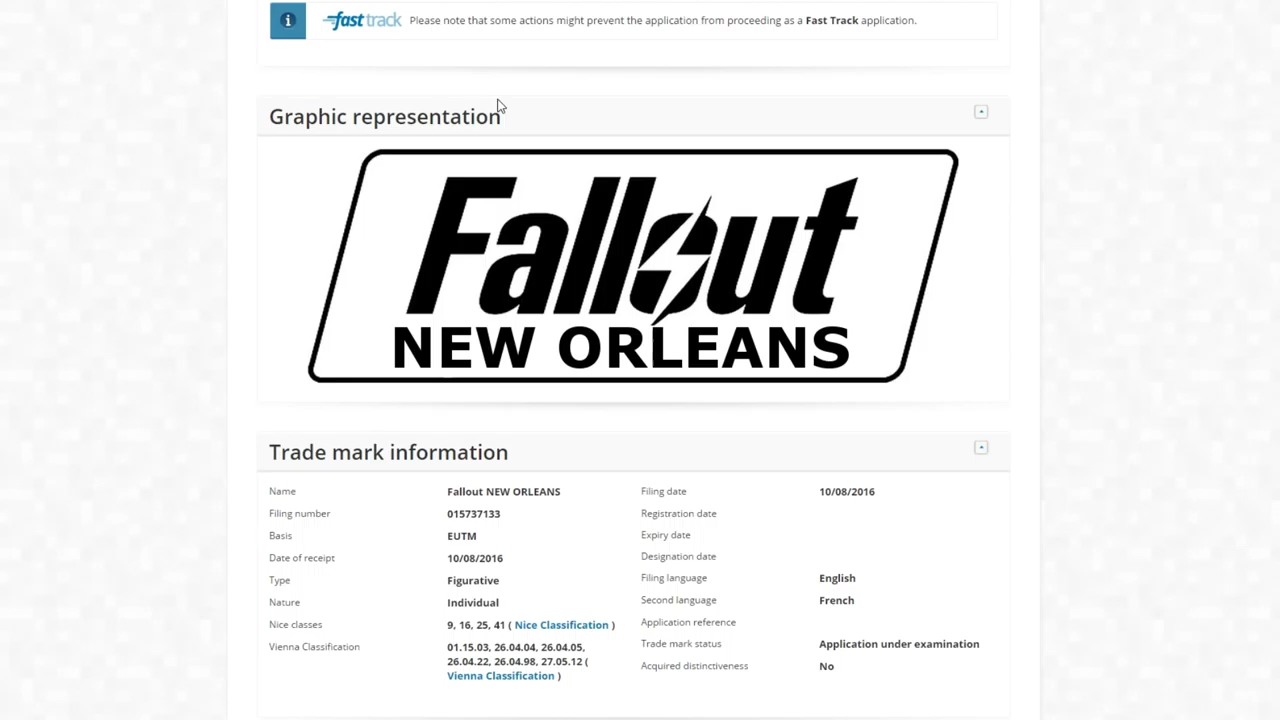 fast track Please note that some actions might prevent the application from proceeding as a Fast Track application.
Graphic representation
Fallout
NEW ORLEANS
Trade mark information
Name Fallout NEW ORLEANS
Filing number 015737133
Basis EUTM
Date of receipt 10/08/2016
Type Figurative
Nature Individual
Nice classes 9, 16, 25, 41 ( Nice Classification )
Vienna Classification 01.15.03, 26.04.04, 26.04.05,
26.04.22, 26.04.98, 27.05.12 (
Vienna Classification )
Filing date 10/08/2016
Registration date
Expiry date
Designation date
Filing language English
Second language French
Application reference
Trade mark status Application under examination
Acquired distinctiveness No